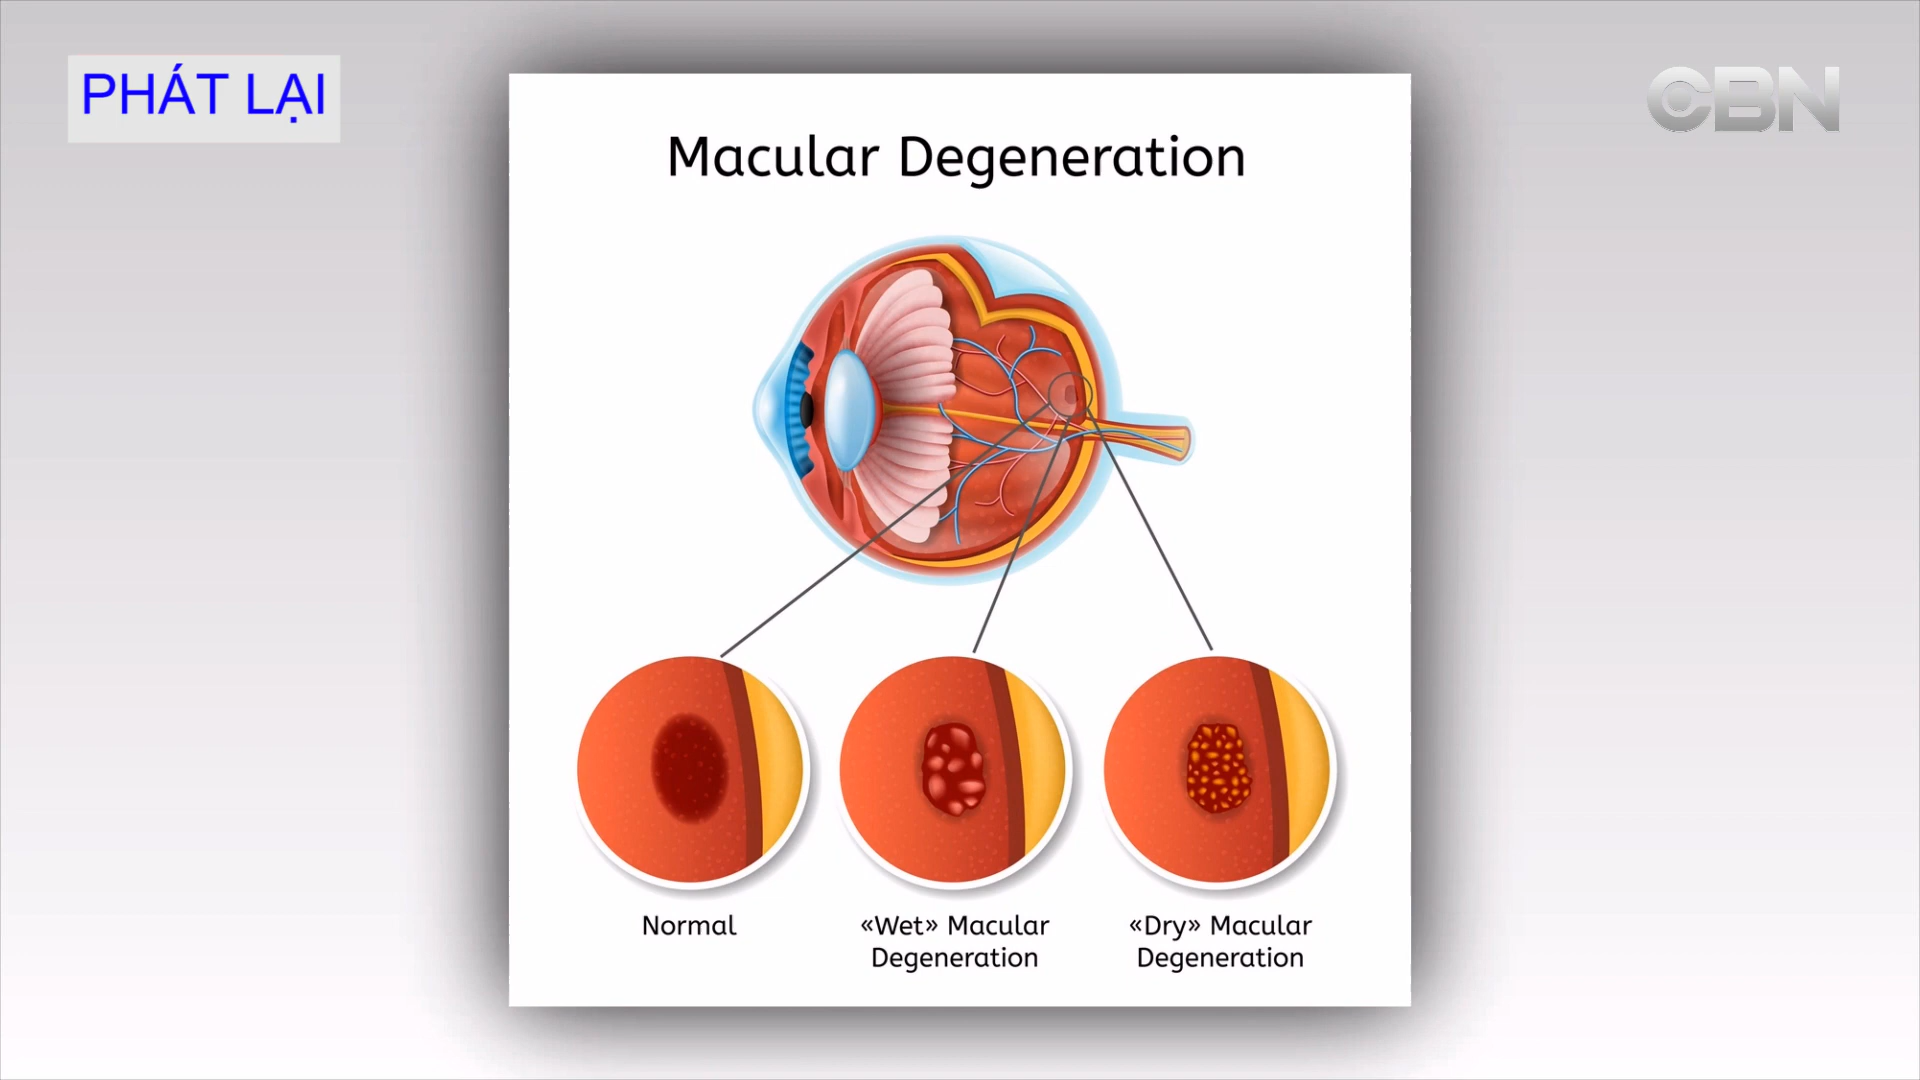 PHÁT LẠI
CBN
Macular Degeneration
Normal
«Wet» Macular
Degeneration
«Dry» Macular
Degeneration